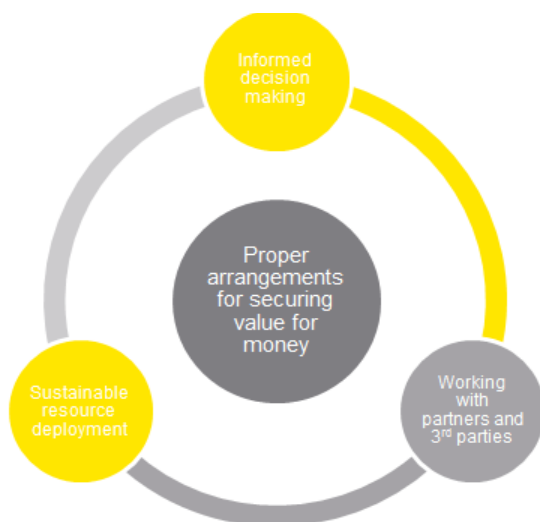 Informed
decision
making
Proper
arrangements
for securing
value for
money
Sustainable
resource
deployment
Working
with
partners and
3rd parties